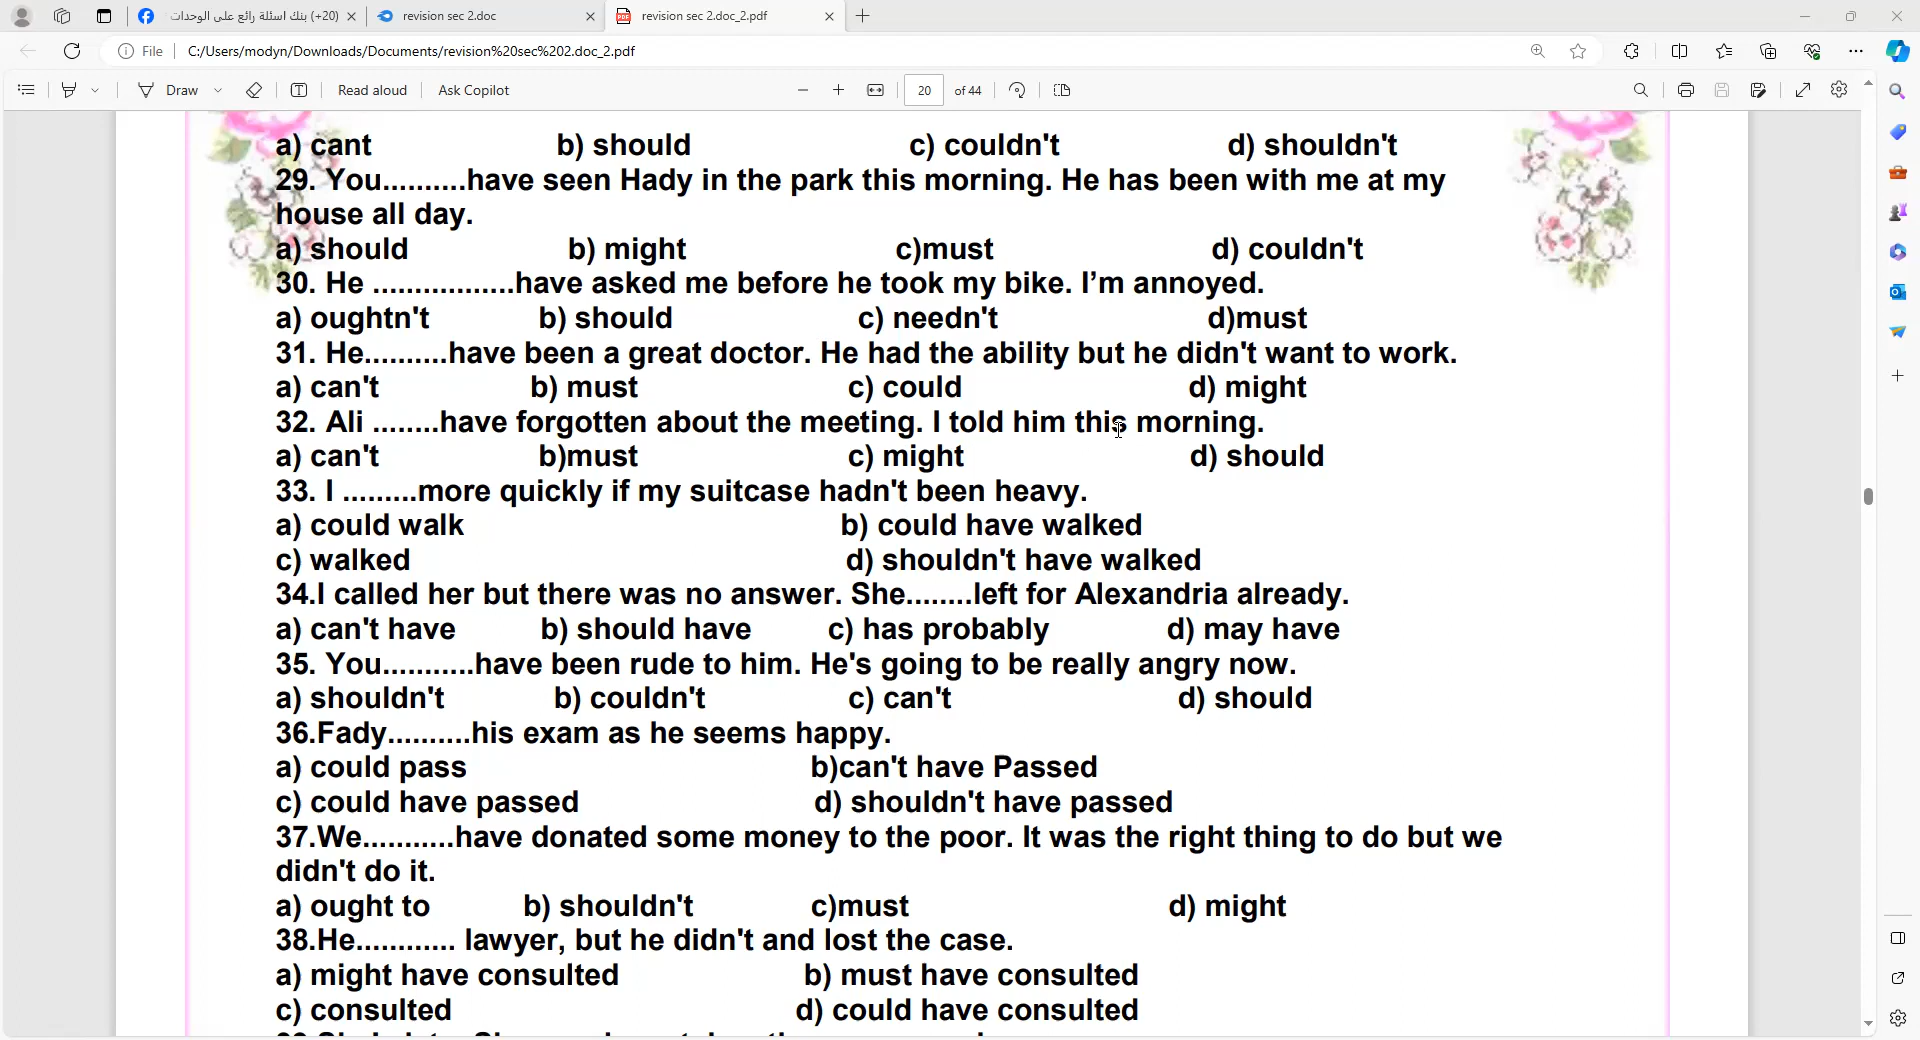 (+20) بنك اسئلة رائع على الوحدات
revision sec 2.doc
revision sec 2.doc_2.pdf
File
C:/Users/modyn/Downloads/Documents/revision%20sec%202.doc_2.pdf
Draw
Read aloud
Ask Copilot
20 of 44
a) cant b) should c) couldn't d) shouldn't
29. You..........have seen Hady in the park this morning. He has been with me at my
house all day.
a) should b) might c)must d) couldn't
30. He .................have asked me before he took my bike. I’m annoyed.
a) oughtn't b) should c) needn't d)must
31. He..........have been a great doctor. He had the ability but he didn't want to work.
a) can't b) must c) could d) might
32. Ali ........have forgotten about the meeting. I told him this morning.
a) can't b)must c) might d) should
33. I .........more quickly if my suitcase hadn't been heavy.
a) could walk b) could have walked
c) walked d) shouldn't have walked
34.I called her but there was no answer. She........left for Alexandria already.
a) can't have b) should have c) has probably d) may have
35. You...........have been rude to him. He's going to be really angry now.
a) shouldn't b) couldn't c) can't d) should
36.Fady..........his exam as he seems happy.
a) could pass b)can't have Passed
c) could have passed d) shouldn't have passed
37.We...........have donated some money to the poor. It was the right thing to do but we
didn't do it.
a) ought to b) shouldn't c)must d) might
38.He............ lawyer, but he didn't and lost the case.
a) might have consulted b) must have consulted
c) consulted d) could have consulted